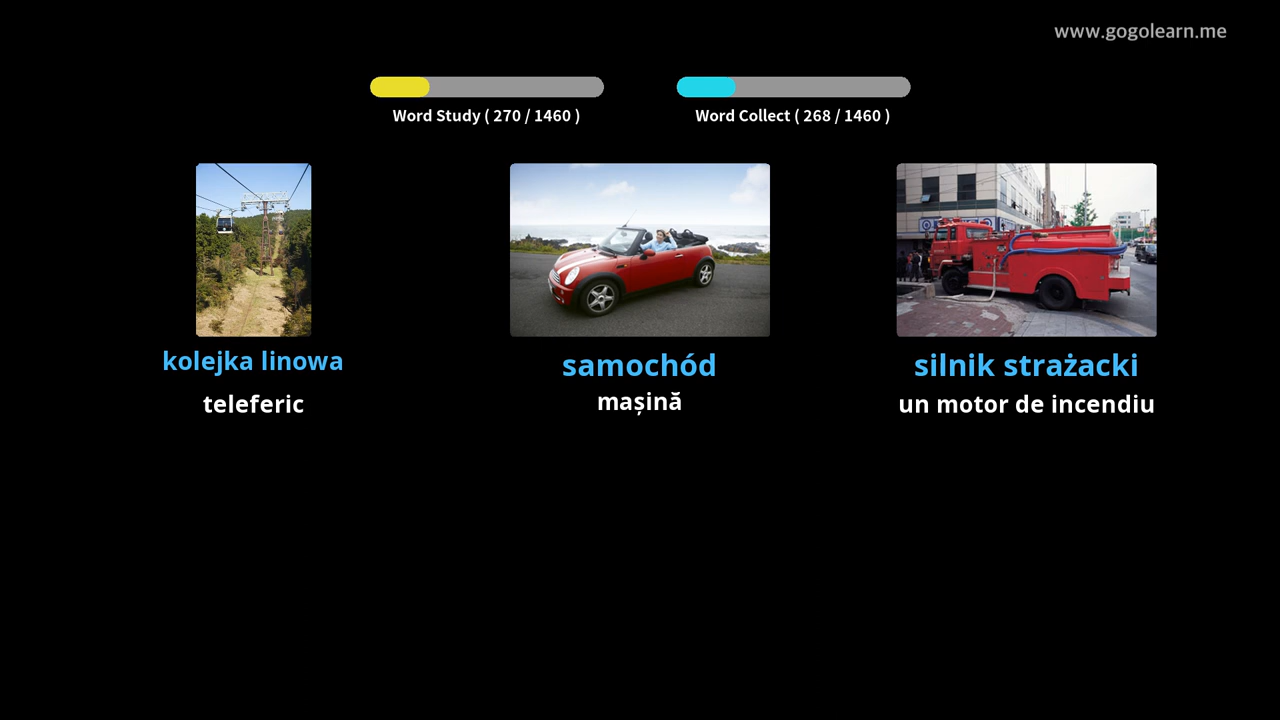 www.gogolearn.me
Word Study ( 270 / 1460 )
Word Collect ( 268 / 1460 )
kolejka linowa
samochód
silnik strażacki
teleferic
mașină
un motor de incendiu